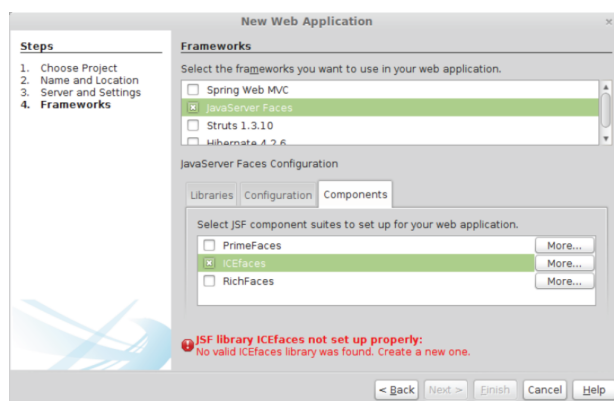 New Web Application
Steps
1. Choose Project
2. Name and Location
3. Server and Settings
4. Frameworks
Frameworks
Select the frameworks you want to use in your web application.
Spring Web MVC
JavaServer Faces
Struts 1.3.10
Hibernate 4.2.6
JavaServer Faces Configuration
Libraries Configuration Components
Select JSF component suites to set up for your web application.
PrimeFaces More...
ICEfaces More...
RichFaces More...
JSF library ICEfaces not set up properly:
No valid ICEfaces library was found. Create a new one.
< Back Next > Finish Cancel Help